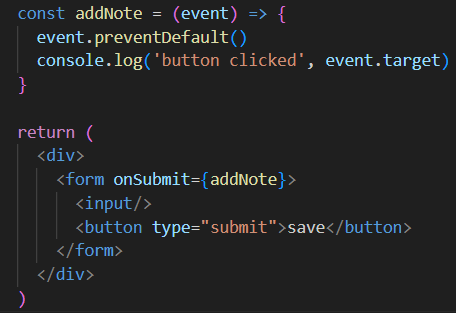 const addNote = (event) => {
  event.preventDefault()
  console.log('button clicked', event.target)
}

return (
  <div>
    <form onSubmit={addNote}>
      <input/>
      <button type="submit">save</button>
    </form>
  </div>
)